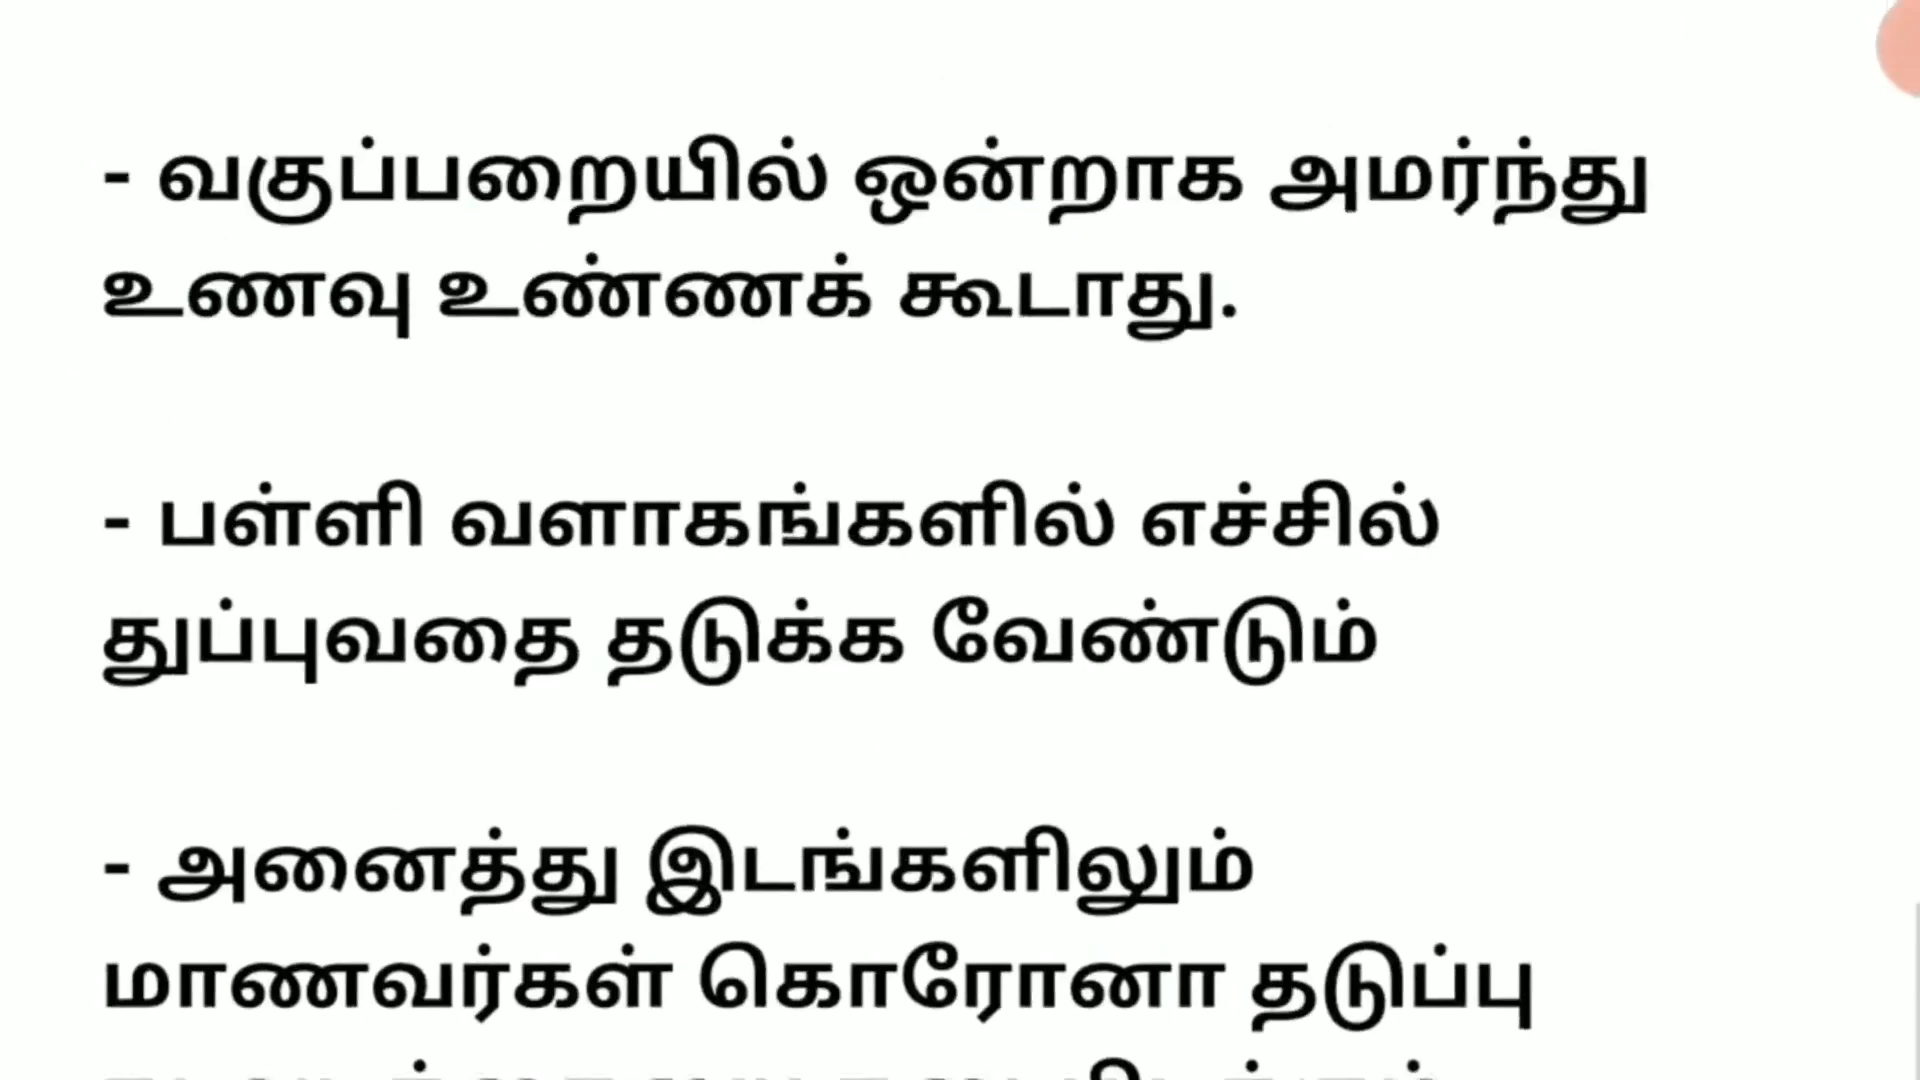 - வகுப்பறையில் ஒன்றாக அமர்ந்து
உணவு உண்ணக் கூடாது.
- பள்ளி வளாகங்களில் எச்சில்
துப்புவதை தடுக்க வேண்டும்
- அனைத்து இடங்களிலும்
மாணவர்கள் கொரோனா தடுப்பு